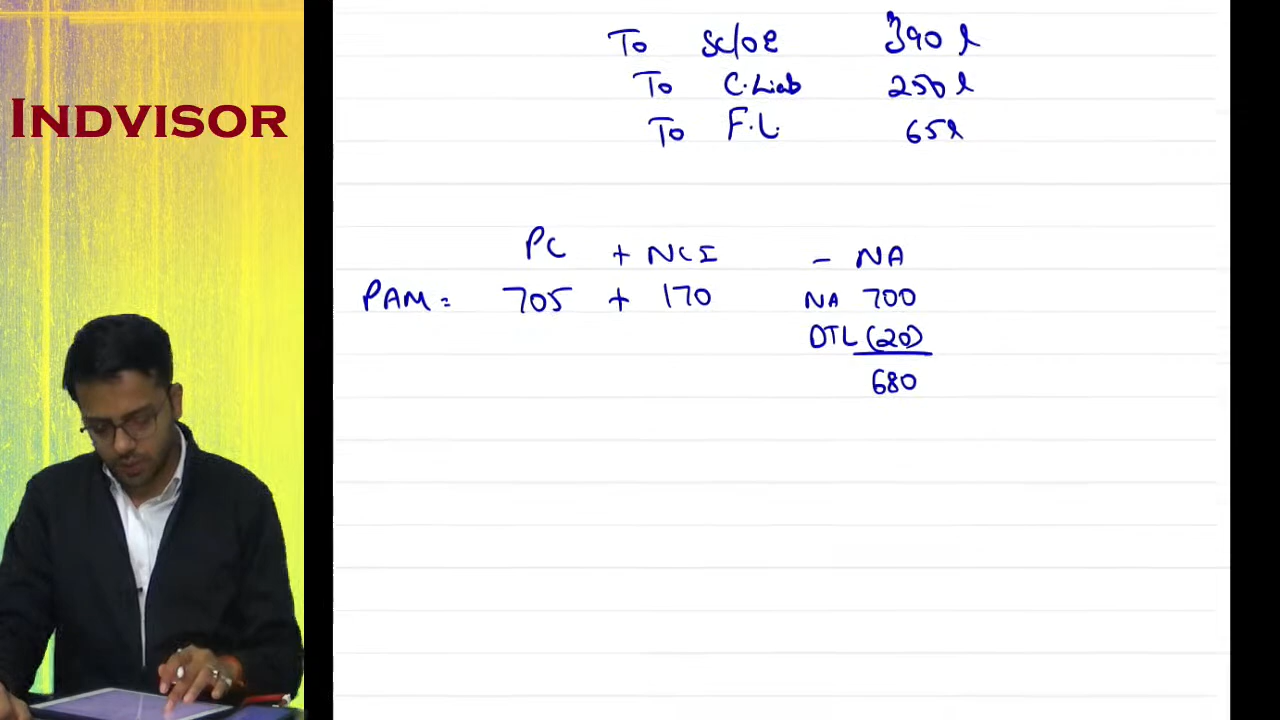 INDVISOR
To SC/OE 390 l
To C.Liab 250 l
To F.L. 65 l
PC + NCI - NA
PAM = 705 + 170 NA 700
DTL (20)
680